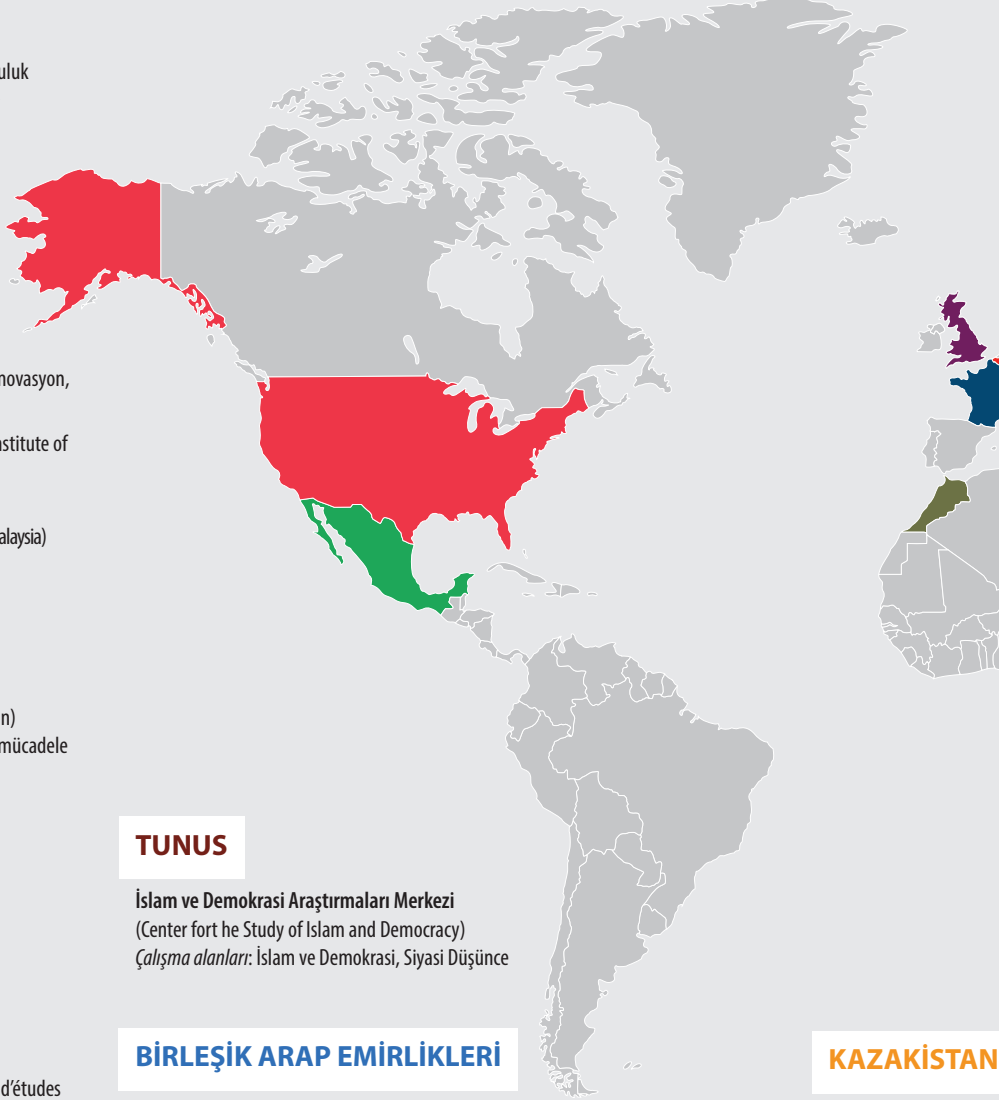 uluk
novasyon,
stitute of
alaysia)
n)
mücadele
TUNUS
İslam ve Demokrasi Araştırmaları Merkezi
(Center fort he Study of Islam and Democracy)
Çalışma alanları: İslam ve Demokrasi, Siyasi Düşünce
BİRLEŞİK ARAP EMİRLİKLERİ
KAZAKİSTAN
d’études